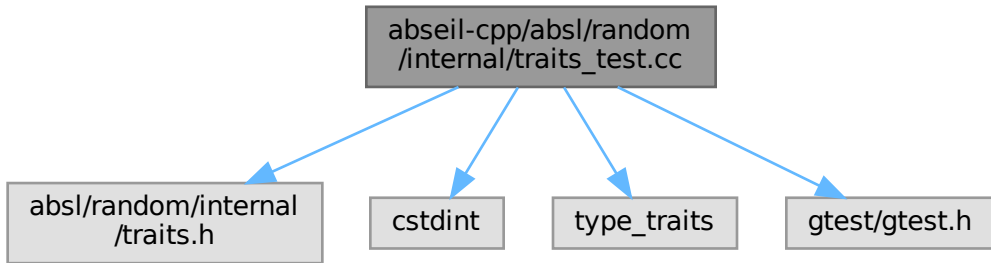 abseil-cpp/absl/random
/internal/traits_test.cc
absl/random/internal
/traits.h
cstdint
type_traits
gtest/gtest.h